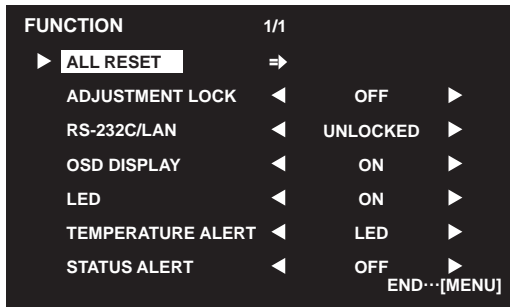 FUNCTION 1/1
ALL RESET
ADJUSTMENT LOCK OFF
RS-232C/LAN UNLOCKED
OSD DISPLAY ON
LED ON
TEMPERATURE ALERT LED
STATUS ALERT OFF
END···[MENU]